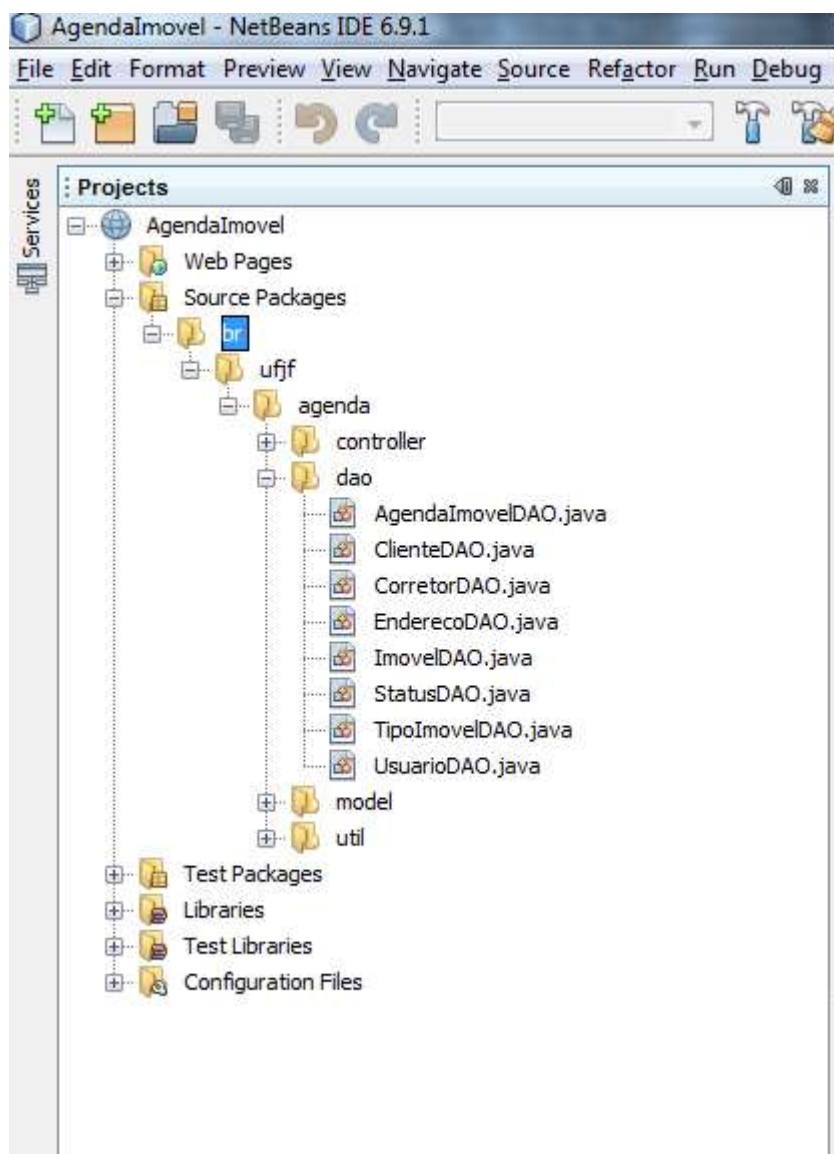 AgendaImovel - NetBeans IDE 6.9.1
File Edit Format Preview View Navigate Source Refactor Run Debug
Services
Projects
AgendaImovel
Web Pages
Source Packages
br
ufjf
agenda
controller
dao
AgendaImovelDAO.java
ClienteDAO.java
CorretorDAO.java
EnderecoDAO.java
ImovelDAO.java
StatusDAO.java
TipoImovelDAO.java
UsuarioDAO.java
model
util
Test Packages
Libraries
Test Libraries
Configuration Files